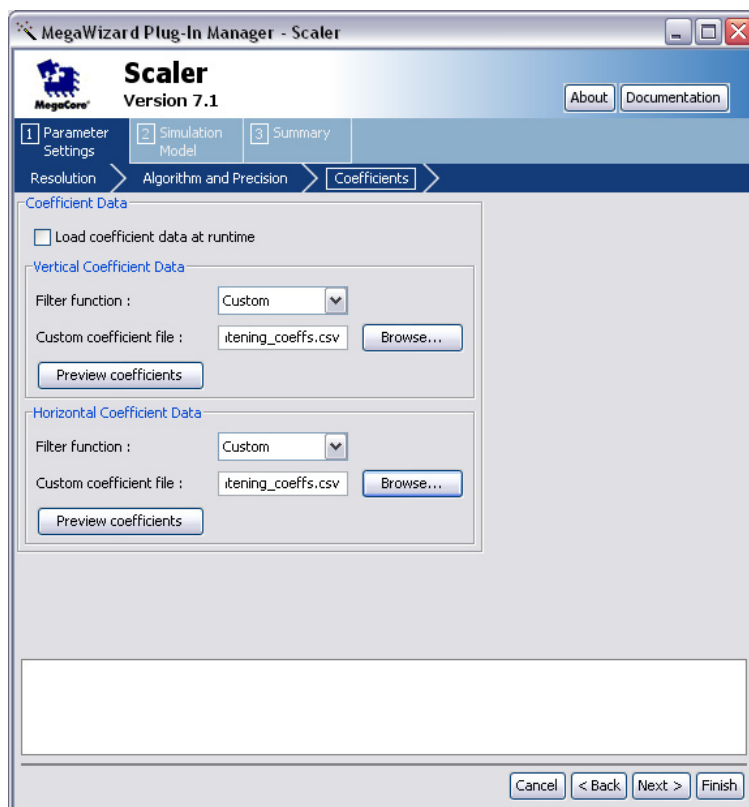 MegaWizard Plug-In Manager - Scaler
MegaCore®
Scaler
Version 7.1
About
Documentation
1 Parameter Settings
2 Simulation Model
3 Summary
Resolution
Algorithm and Precision
Coefficients
Coefficient Data
Load coefficient data at runtime
Vertical Coefficient Data
Filter function :
Custom
Custom coefficient file :
itening_coeffs.csv
Browse...
Preview coefficients
Horizontal Coefficient Data
Filter function :
Custom
Custom coefficient file :
itening_coeffs.csv
Browse...
Preview coefficients
Cancel
< Back
Next >
Finish